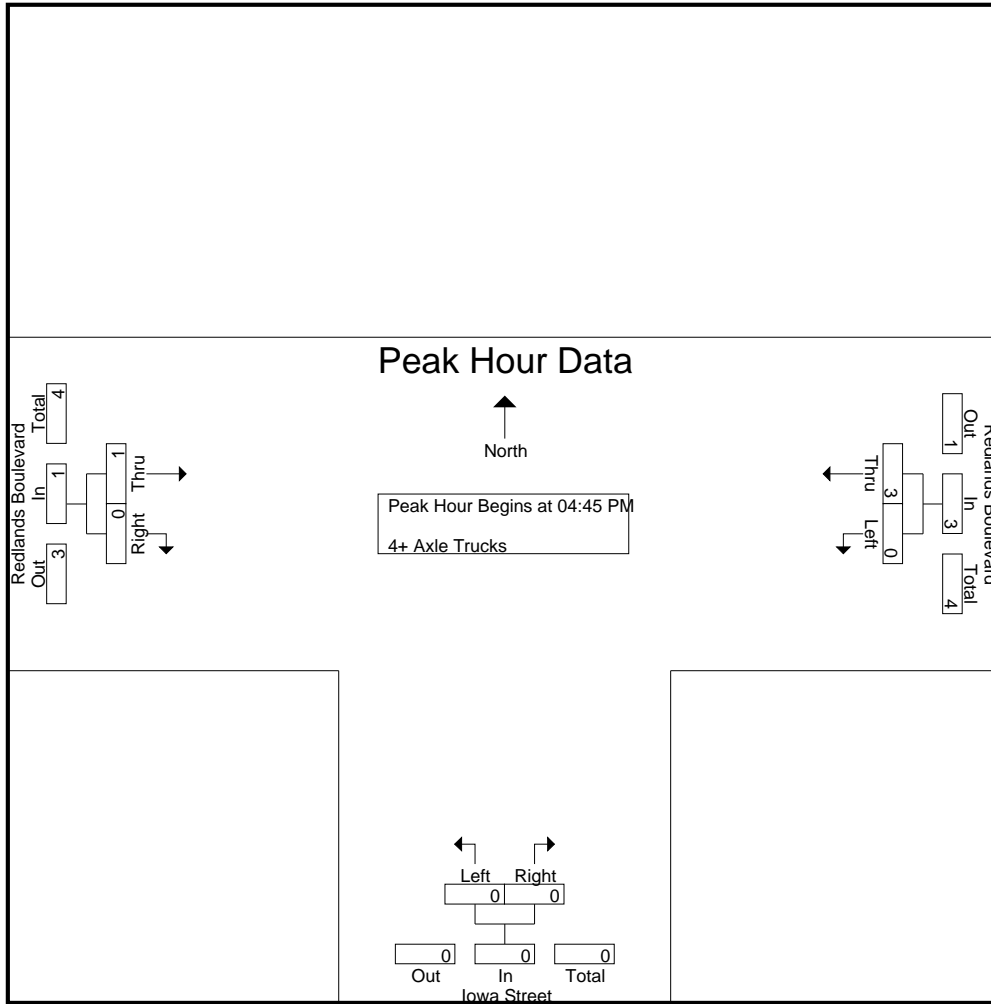 Peak Hour Data
North
Peak Hour Begins at 04:45 PM
4+ Axle Trucks
Redlands Boulevard
Out
In
Total
3
1
4
Right
Thru
0
1
Redlands Boulevard
Out
In
Total
1
3
4
Thru
Left
3
0
Left
Right
0
0
0
0
0
Out
In
Total
Iowa Street